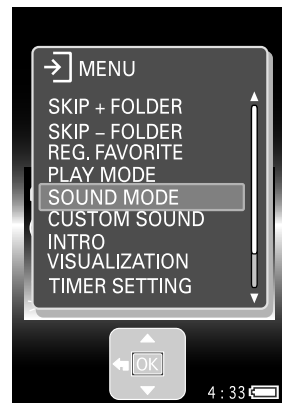 MENU
SKIP + FOLDER
SKIP – FOLDER
REG. FAVORITE
PLAY MODE
SOUND MODE
CUSTOM SOUND
INTRO
VISUALIZATION
TIMER SETTING
OK
4:33